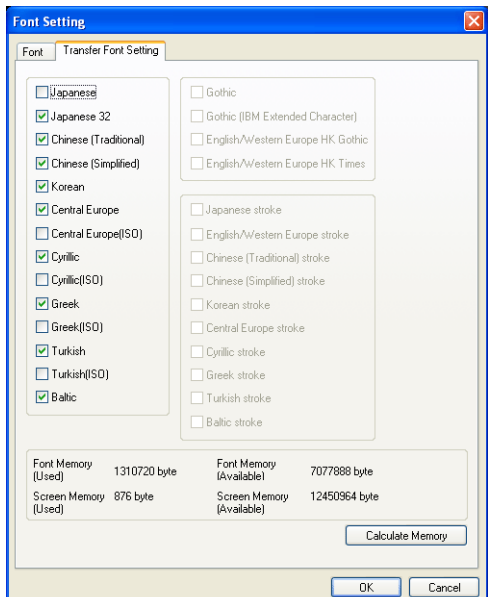 Font Setting
Font
Transfer Font Setting
Japanese
Japanese 32
Chinese (Traditional)
Chinese (Simplified)
Korean
Central Europe
Central Europe(ISO)
Cyrillic
Cyrillic(ISO)
Greek
Greek(ISO)
Turkish
Turkish(ISO)
Baltic
Gothic
Gothic (IBM Extended Character)
English/Western Europe HK Gothic
English/Western Europe HK Times
Japanese stroke
English/Western Europe stroke
Chinese (Traditional) stroke
Chinese (Simplified) stroke
Korean stroke
Central Europe stroke
Cyrillic stroke
Greek stroke
Turkish stroke
Baltic stroke
Font Memory
(Used)
1310720 byte
Font Memory
(Available)
7077888 byte
Screen Memory
(Used)
876 byte
Screen Memory
(Available)
12450964 byte
Calculate Memory
OK
Cancel